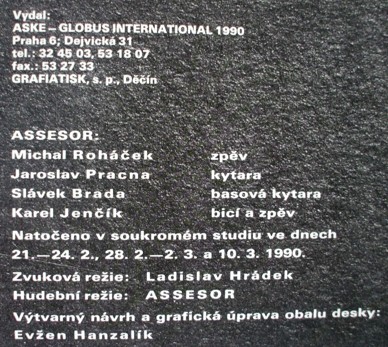 Vydal:
ASKE – GLOBUS INTERNATIONAL 1990
Praha 6; Dejvická 31
tel.: 32 45 03, 53 18 07
fax.: 53 27 33
GRAFIATISK, s. p., Děčín
ASSESOR:
Michal Roháček zpěv
Jaroslav Pracna kytara
Slávek Brada basová kytara
Karel Jenčík bicí a zpěv
Natočeno v soukromém studiu ve dnech
21.—24. 2., 28. 2.—2. 3. a 10. 3. 1990.
Zvuková režie: Ladislav Hrádek
Hudební režie: ASSESOR
Výtvarný návrh a grafická úprava obalu desky:
Evžen Hanzalík